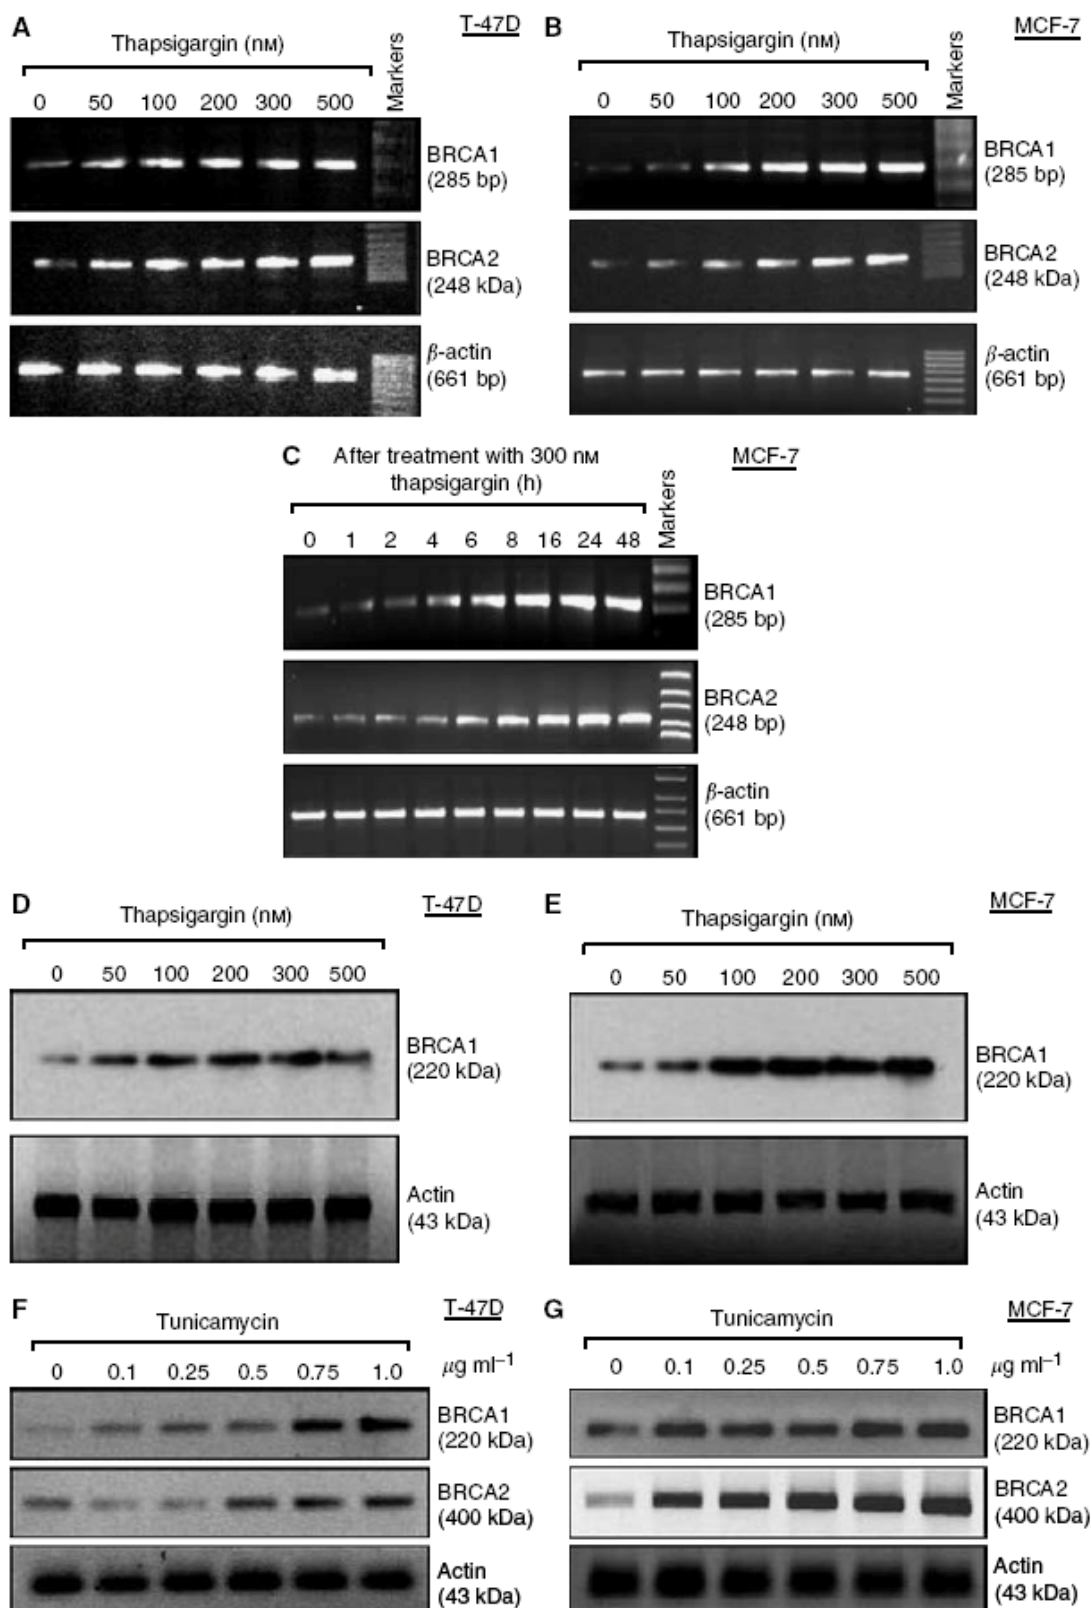 A
T-47D
Thapsigargin (nM)
Markers
0 50 100 200 300 500
BRCA1
(285 bp)
BRCA2
(248 kDa)
β-actin
(661 bp)
B
MCF-7
Thapsigargin (nM)
Markers
0 50 100 200 300 500
BRCA1
(285 bp)
BRCA2
(248 kDa)
β-actin
(661 bp)
C
After treatment with 300 nM
thapsigargin (h)
MCF-7
Markers
0 1 2 4 6 8 16 24 48
BRCA1
(285 bp)
BRCA2
(248 bp)
β-actin
(661 bp)
D
T-47D
Thapsigargin (nM)
0 50 100 200 300 500
BRCA1
(220 kDa)
Actin
(43 kDa)
E
MCF-7
Thapsigargin (nM)
0 50 100 200 300 500
BRCA1
(220 kDa)
Actin
(43 kDa)
F
T-47D
Tunicamycin
0 0.1 0.25 0.5 0.75 1.0 μg ml⁻¹
BRCA1
(220 kDa)
BRCA2
(400 kDa)
Actin
(43 kDa)
G
MCF-7
Tunicamycin
0 0.1 0.25 0.5 0.75 1.0 μg ml⁻¹
BRCA1
(220 kDa)
BRCA2
(400 kDa)
Actin
(43 kDa)